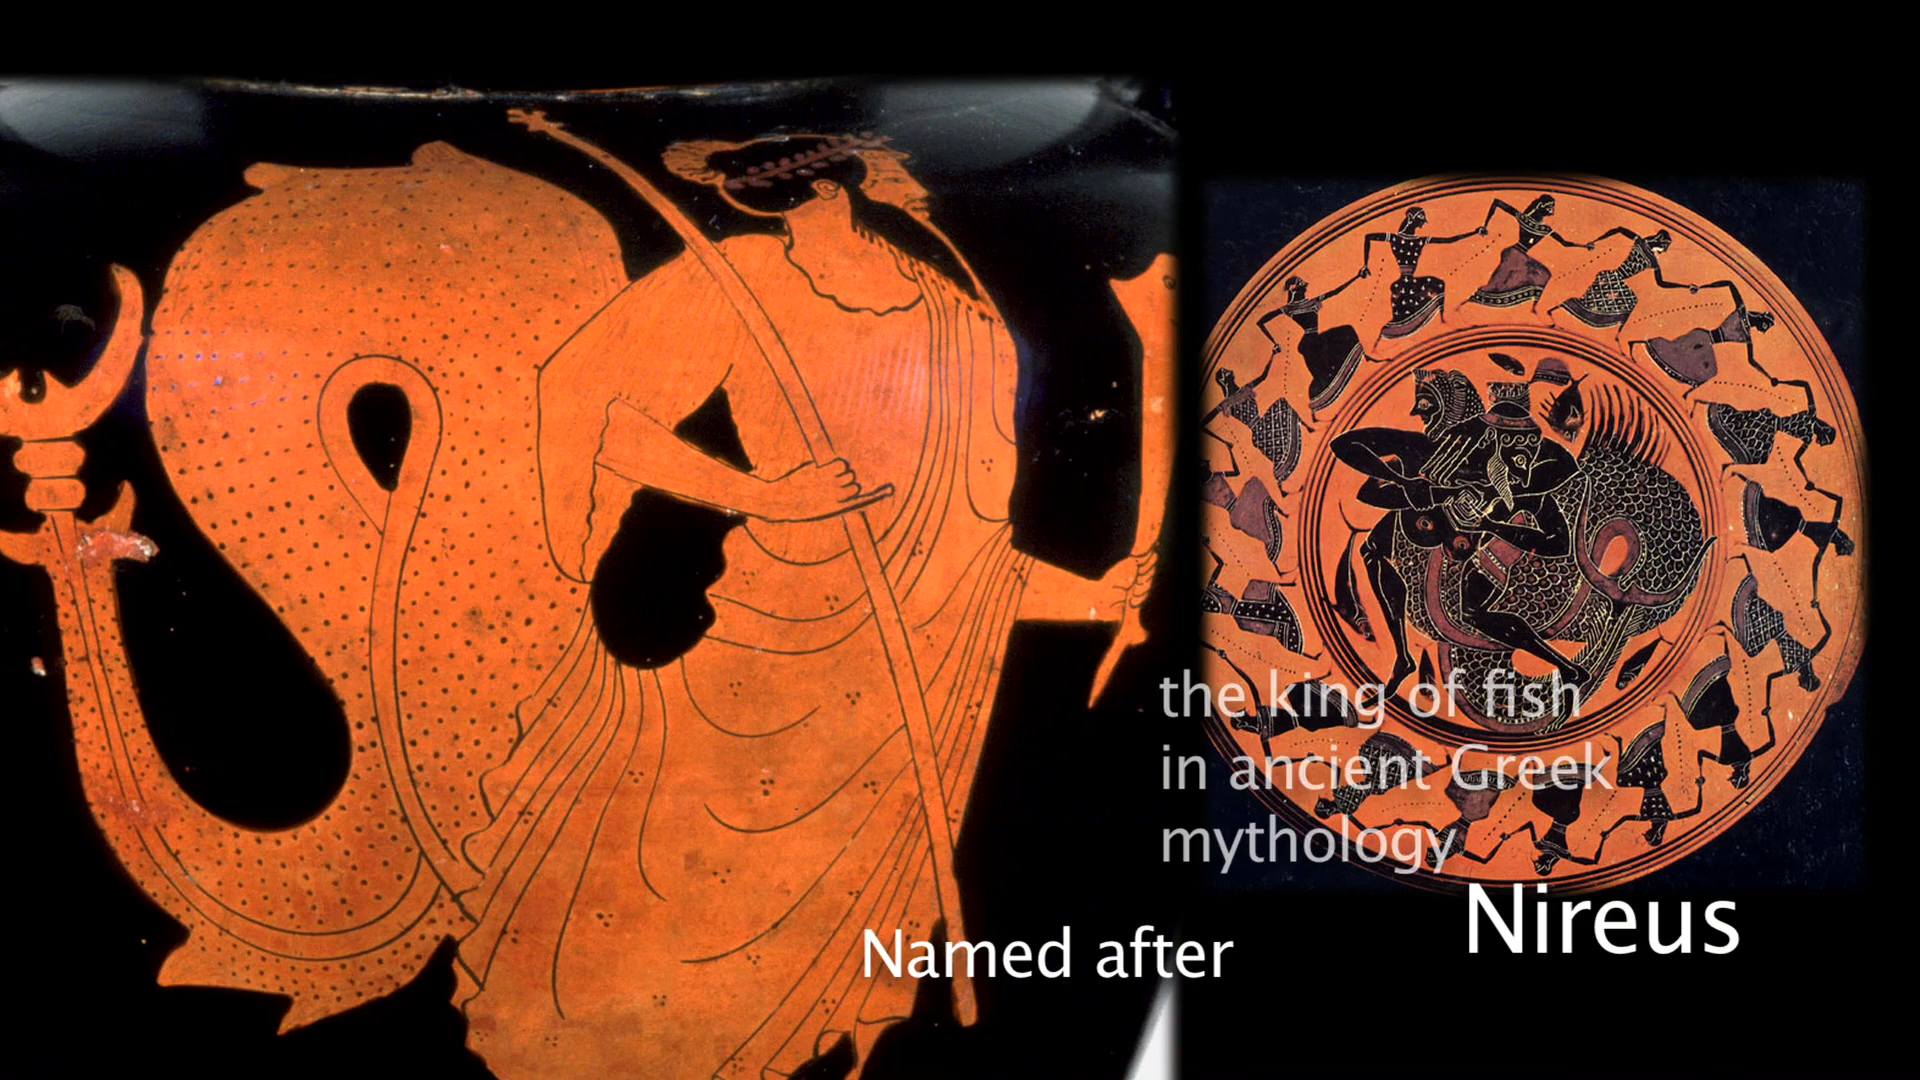 Named after
Nireus
the king of fish
in ancient Greek
mythology